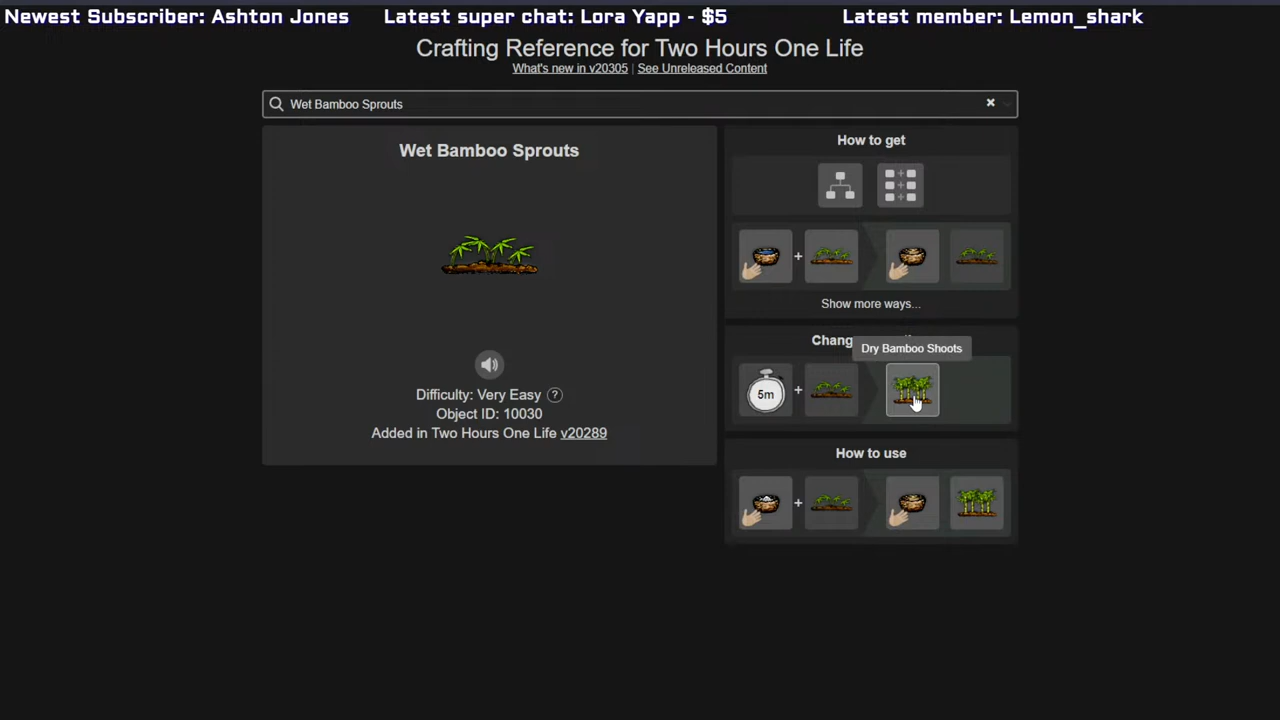 Newest Subscriber: Ashton Jones Latest super chat: Lora Yapp - $5 Latest member: Lemon_shark
Crafting Reference for Two Hours One Life
What's new in v20305 | See Unreleased Content
Wet Bamboo Sprouts
Wet Bamboo Sprouts
Difficulty: Very Easy ?
Object ID: 10030
Added in Two Hours One Life v20289
How to get
+
Show more ways...
Chang
Dry Bamboo Shoots
5m +
How to use
+